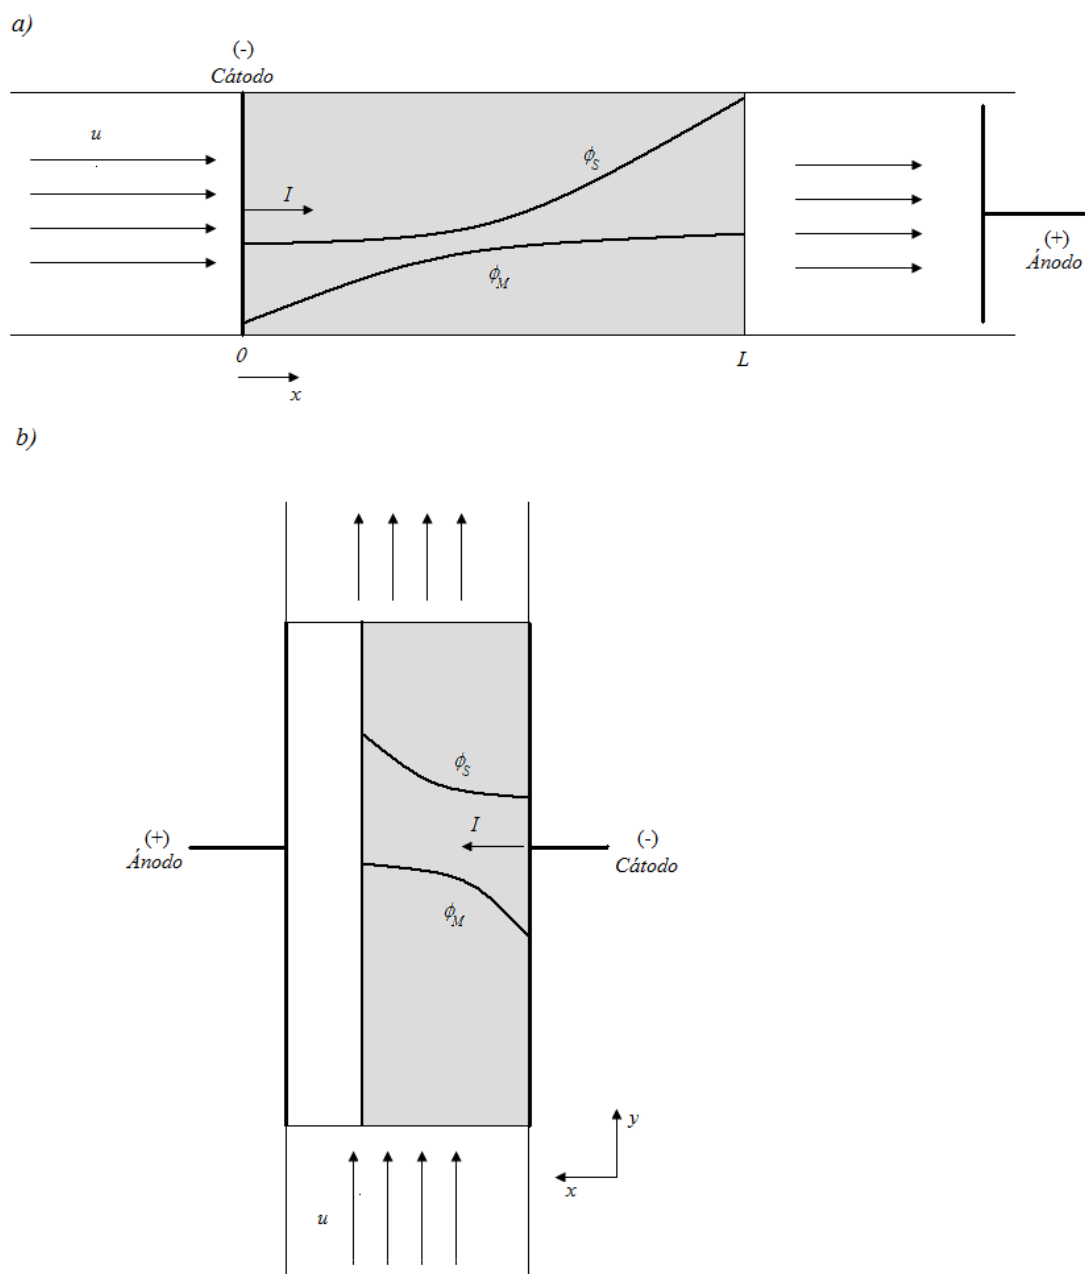 a)
(-)
Cátodo
u
I
ϕS
ϕM
(+)
Ánodo
0
L
x
b)
ϕS
I
(+)
Ánodo
(-)
Cátodo
ϕM
y
x
u